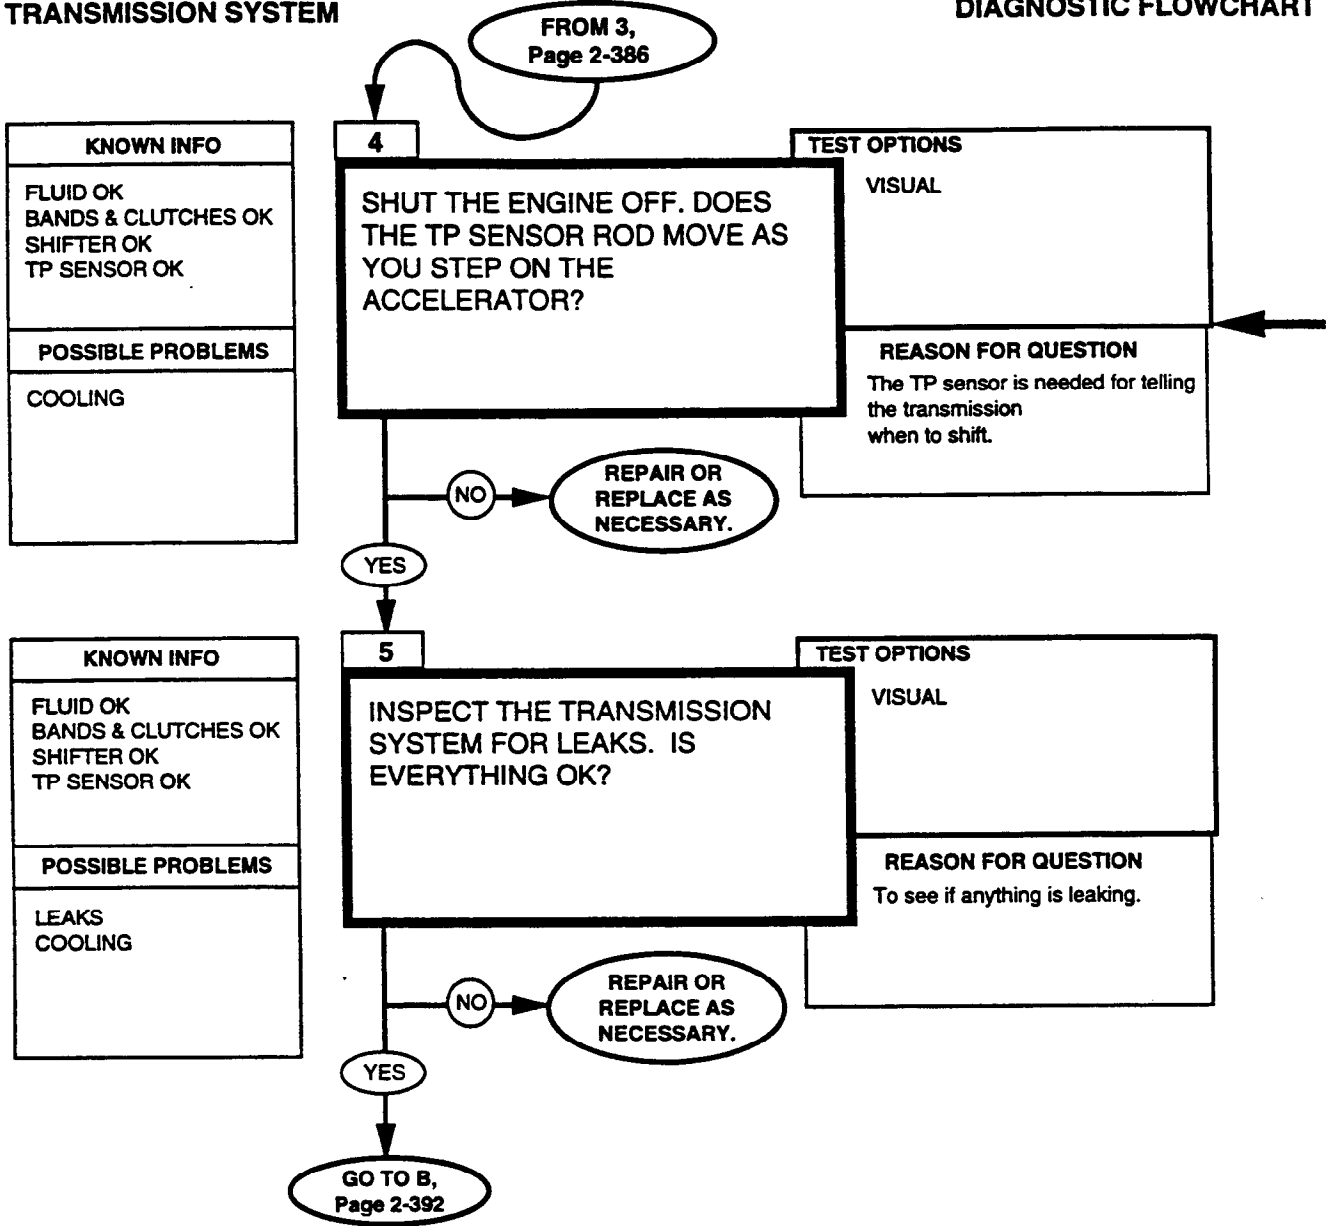 TRANSMISSION SYSTEM
DIAGNOSTIC FLOWCHART
FROM 3,
Page 2-386
KNOWN INFO
FLUID OK
BANDS & CLUTCHES OK
SHIFTER OK
TP SENSOR OK
POSSIBLE PROBLEMS
COOLING
4
SHUT THE ENGINE OFF. DOES
THE TP SENSOR ROD MOVE AS
YOU STEP ON THE
ACCELERATOR?
TEST OPTIONS
VISUAL
REASON FOR QUESTION
The TP sensor is needed for telling
the transmission
when to shift.
NO
REPAIR OR
REPLACE AS
NECESSARY.
YES
KNOWN INFO
FLUID OK
BANDS & CLUTCHES OK
SHIFTER OK
TP SENSOR OK
POSSIBLE PROBLEMS
LEAKS
COOLING
5
INSPECT THE TRANSMISSION
SYSTEM FOR LEAKS. IS
EVERYTHING OK?
TEST OPTIONS
VISUAL
REASON FOR QUESTION
To see if anything is leaking.
NO
REPAIR OR
REPLACE AS
NECESSARY.
YES
GO TO B,
Page 2-392